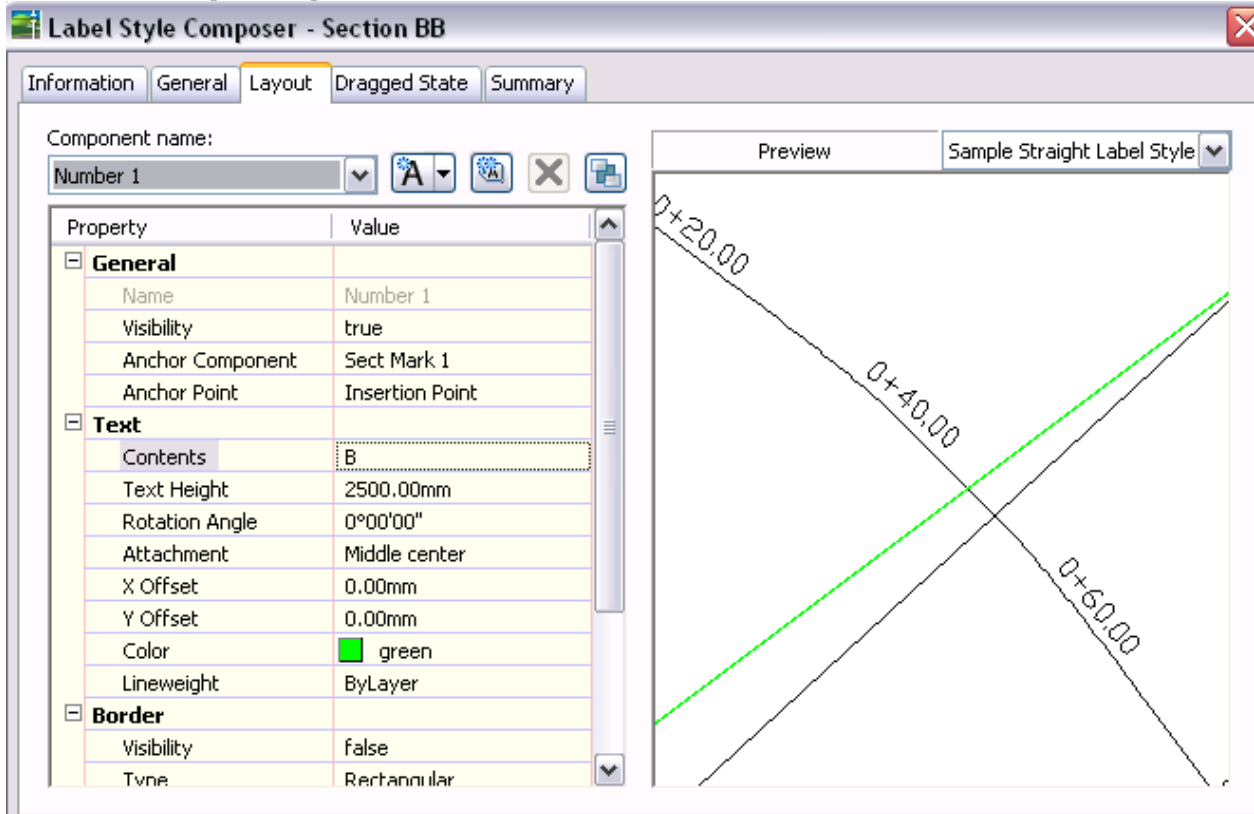 Label Style Composer - Section BB
Information General Layout Dragged State Summary
Component name:
Number 1
Preview Sample Straight Label Style
Property Value
General
Name Number 1
Visibility true
Anchor Component Sect Mark 1
Anchor Point Insertion Point
Text
Contents B
Text Height 2500.00mm
Rotation Angle 0°00'00"
Attachment Middle center
X Offset 0.00mm
Y Offset 0.00mm
Color green
Lineweight ByLayer
Border
Visibility false
Type Rectangular
0+20.00
0+40.00
0+60.00